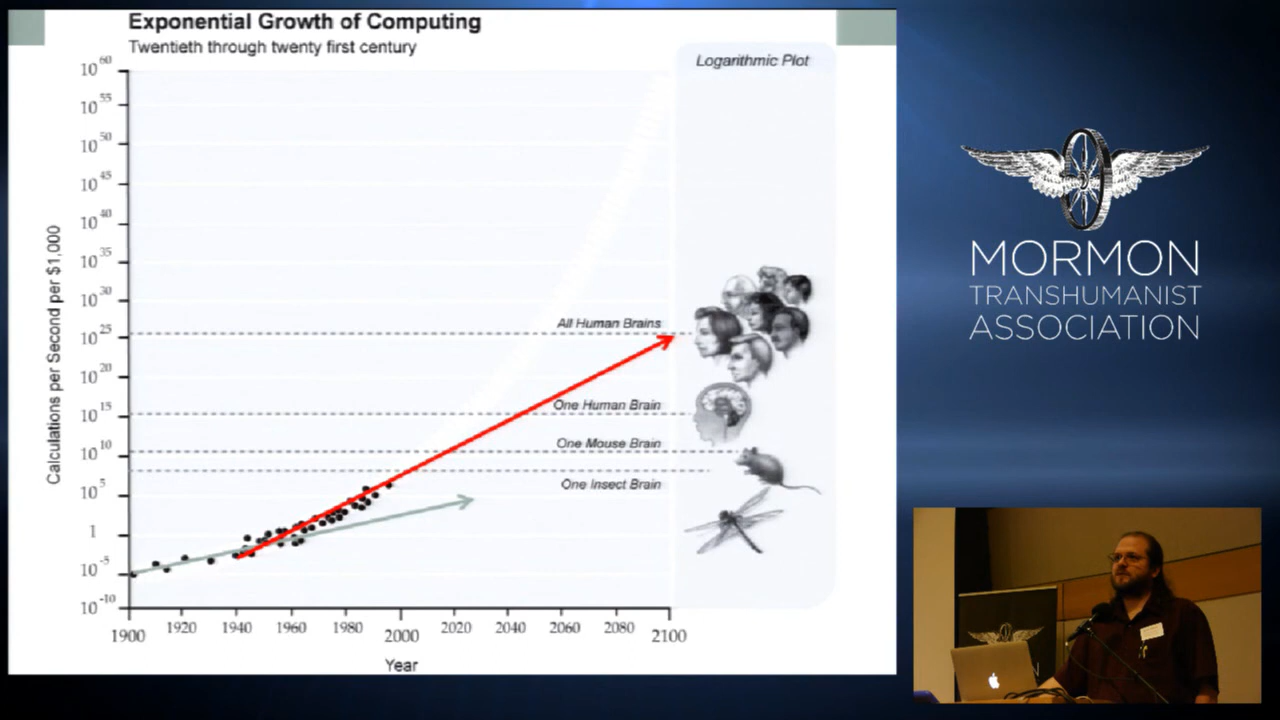 Exponential Growth of Computing
Twentieth through twenty first century
Logarithmic Plot
10^60
10^55
10^50
10^45
10^40
10^35
10^30
10^25
10^20
10^15
10^10
10^5
1
10^-5
10^-10
Calculations per Second per $1,000
All Human Brains
One Human Brain
One Mouse Brain
One Insect Brain
1900
1920
1940
1960
1980
2000
2020
2040
2060
2080
2100
Year
MORMON
TRANSHUMANIST
ASSOCIATION